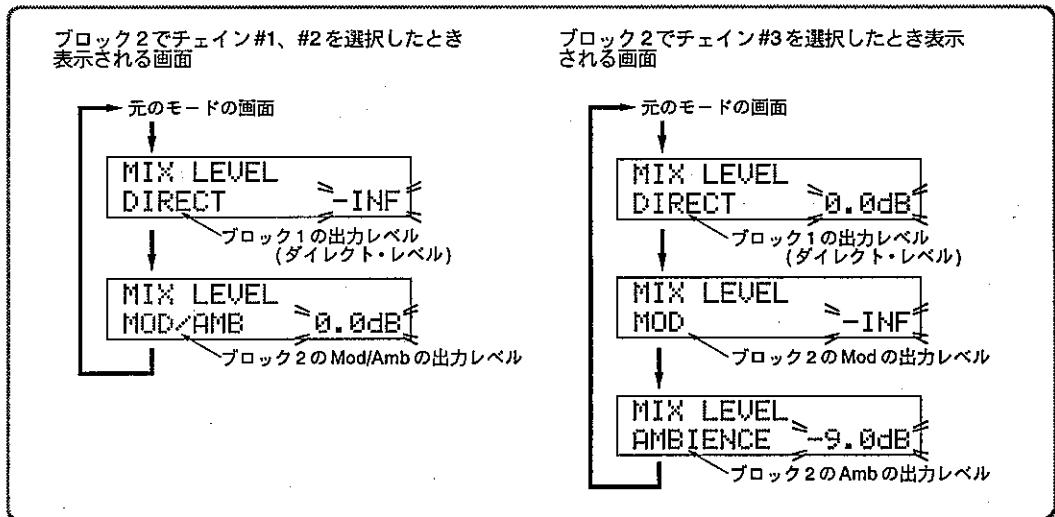 ブロック2でチェイン#1、#2を選択したとき
表示される画面
元のモードの画面
MIX LEVEL
DIRECT -INF
ブロック1の出力レベル
(ダイレクト・レベル)
MIX LEVEL
MOD/AMB 0.0dB
ブロック2のMod/Ambの出力レベル
ブロック2でチェイン#3を選択したとき表示
される画面
元のモードの画面
MIX LEVEL
DIRECT 0.0dB
ブロック1の出力レベル
(ダイレクト・レベル)
MIX LEVEL
MOD -INF
ブロック2のModの出力レベル
MIX LEVEL
AMBIENCE -9.0dB
ブロック2のAmbの出力レベル